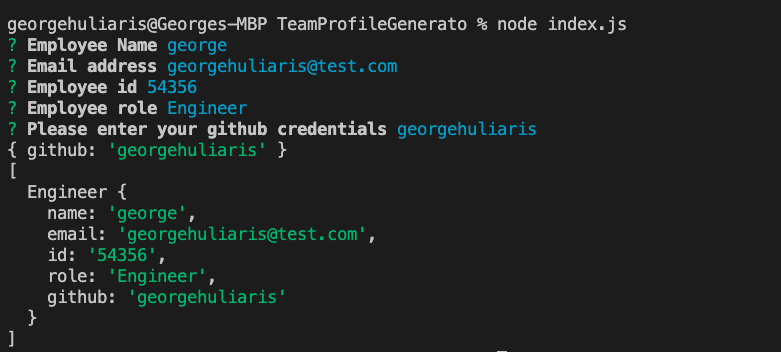 georgehuliaris@Georges-MBP TeamProfileGenerato % node index.js
? Employee Name george
? Email address georgehuliaris@test.com
? Employee id 54356
? Employee role Engineer
? Please enter your github credentials georgehuliaris
{ github: 'georgehuliaris' }
[
  Engineer {
    name: 'george',
    email: 'georgehuliaris@test.com',
    id: '54356',
    role: 'Engineer',
    github: 'georgehuliaris'
  }
]